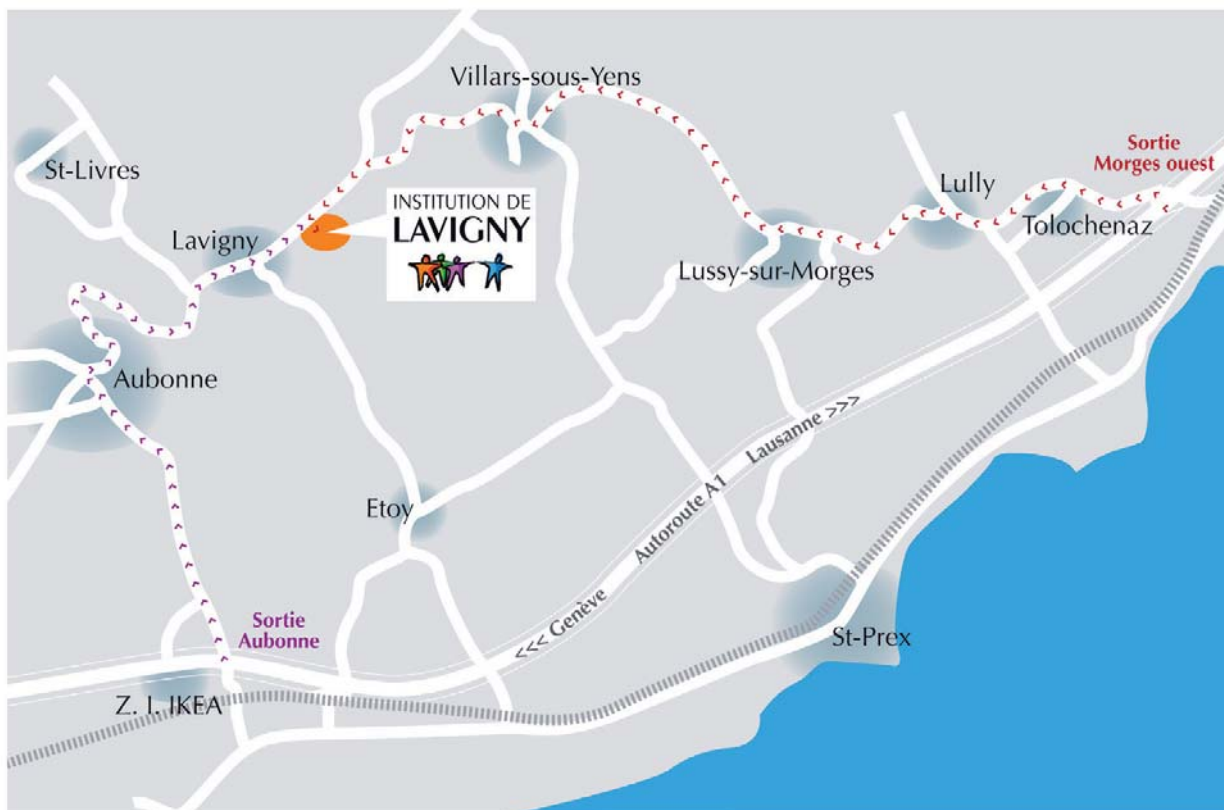 Villars-sous-Yens
Sortie
Morges ouest
St-Livres
Lully
INSTITUTION DE
LAVIGNY
Tolochenaz
Lavigny
Lussy-sur-Morges
Aubonne
Lausanne >>>
Autoroute A1
<<< Genève
Etoy
Sortie
Aubonne
St-Prex
Z. I. IKEA